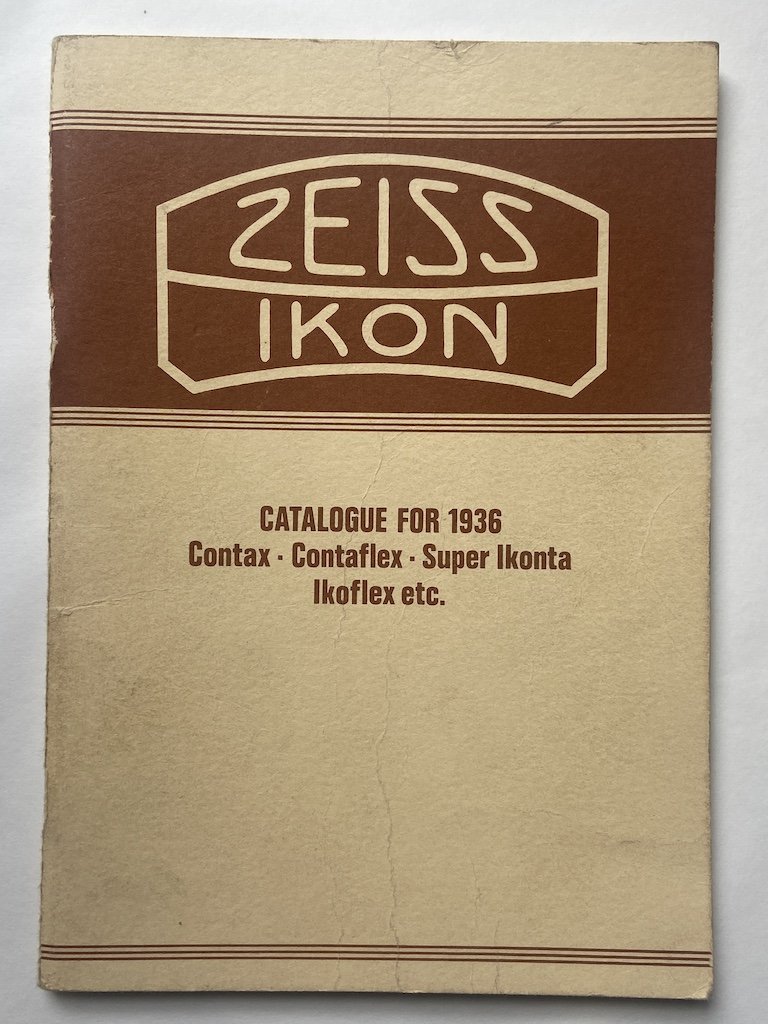 ZEISS
IKON
CATALOGUE FOR 1936
Contax · Contaflex · Super Ikonta
Ikoflex etc.